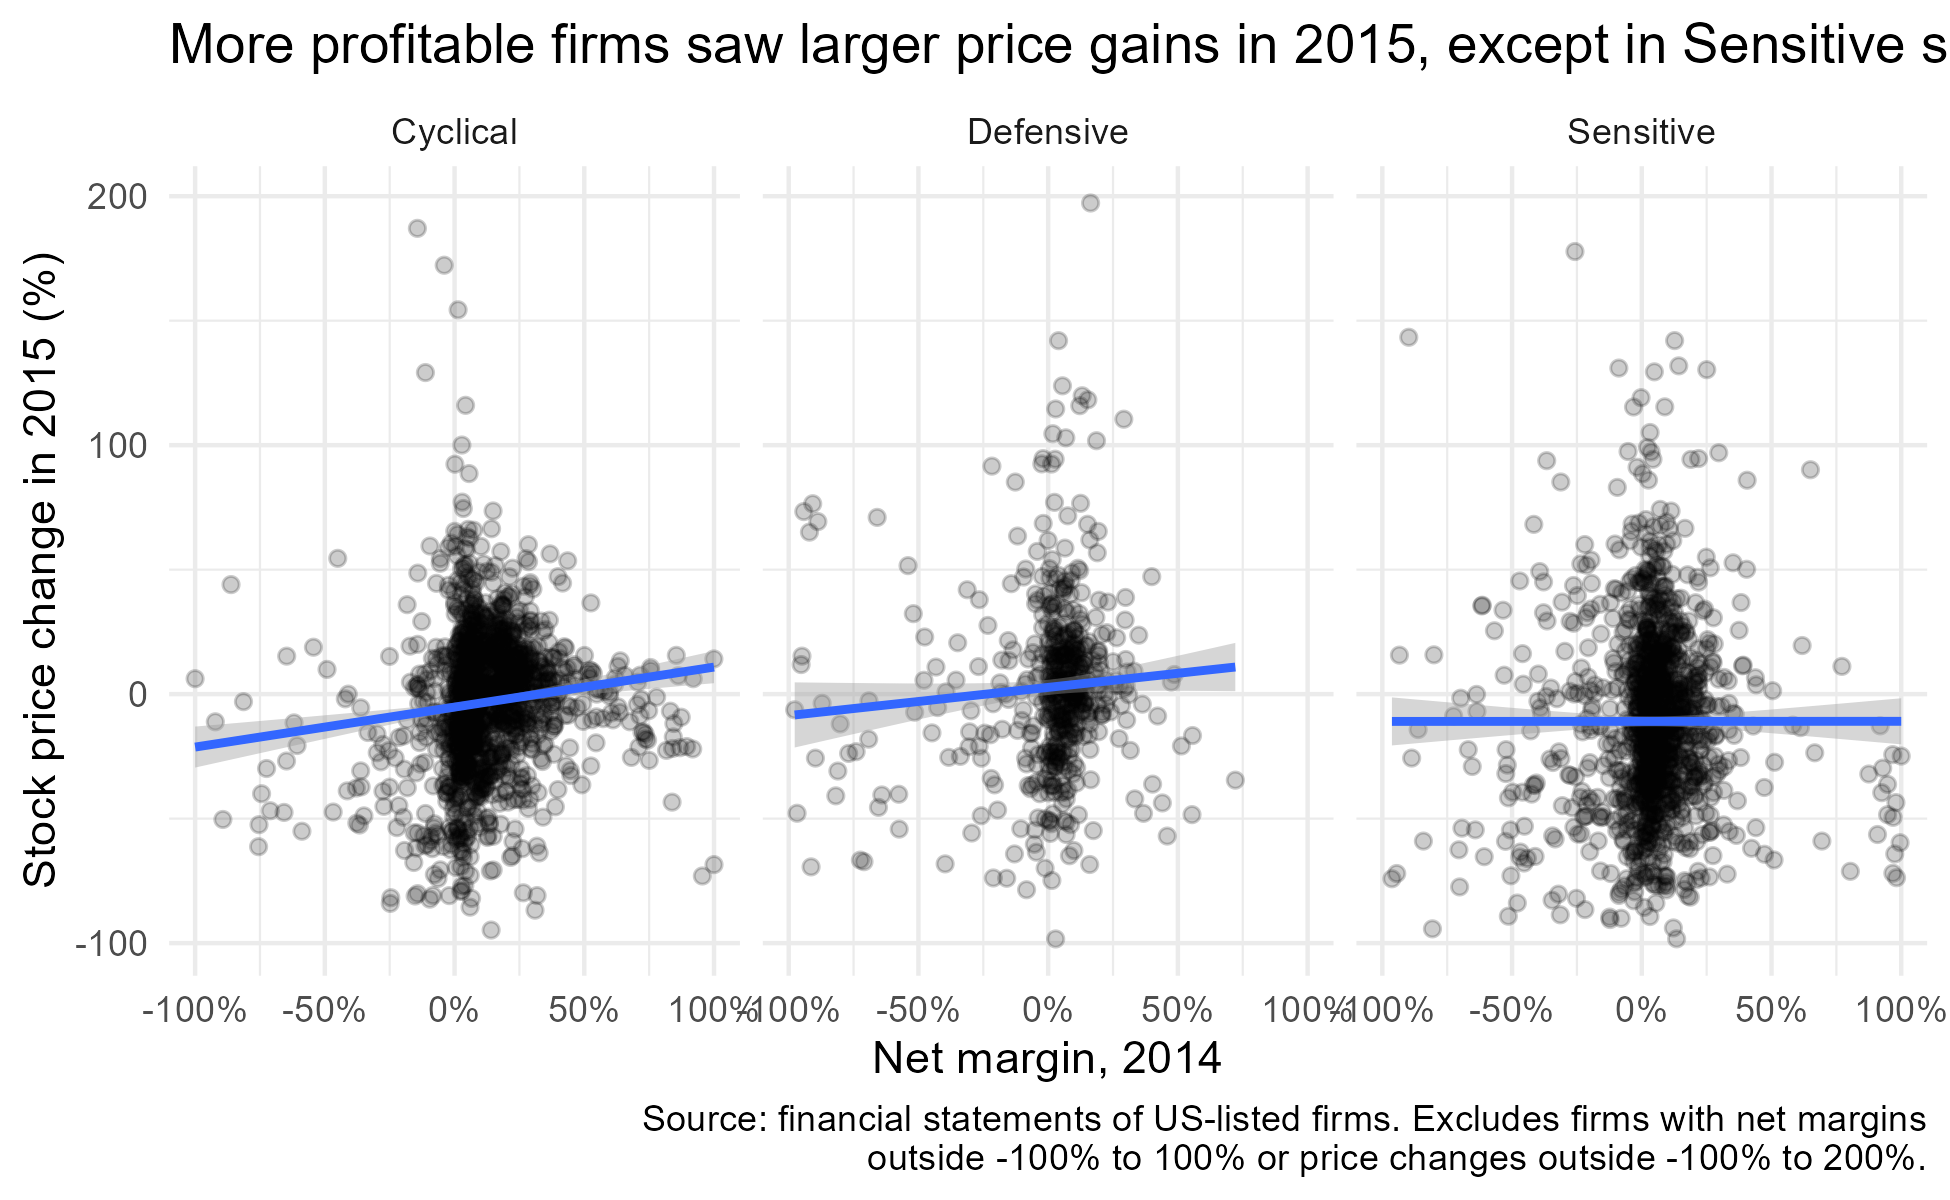 More profitable firms saw larger price gains in 2015, except in Sensitive s
Cyclical
Defensive
Sensitive
Stock price change in 2015 (%)
200
100
0
-100
-100% -50% 0% 50% 100%
-100% -50% 0% 50% 100%
-100% -50% 0% 50% 100%
Net margin, 2014
Source: financial statements of US-listed firms. Excludes firms with net margins
outside -100% to 100% or price changes outside -100% to 200%.